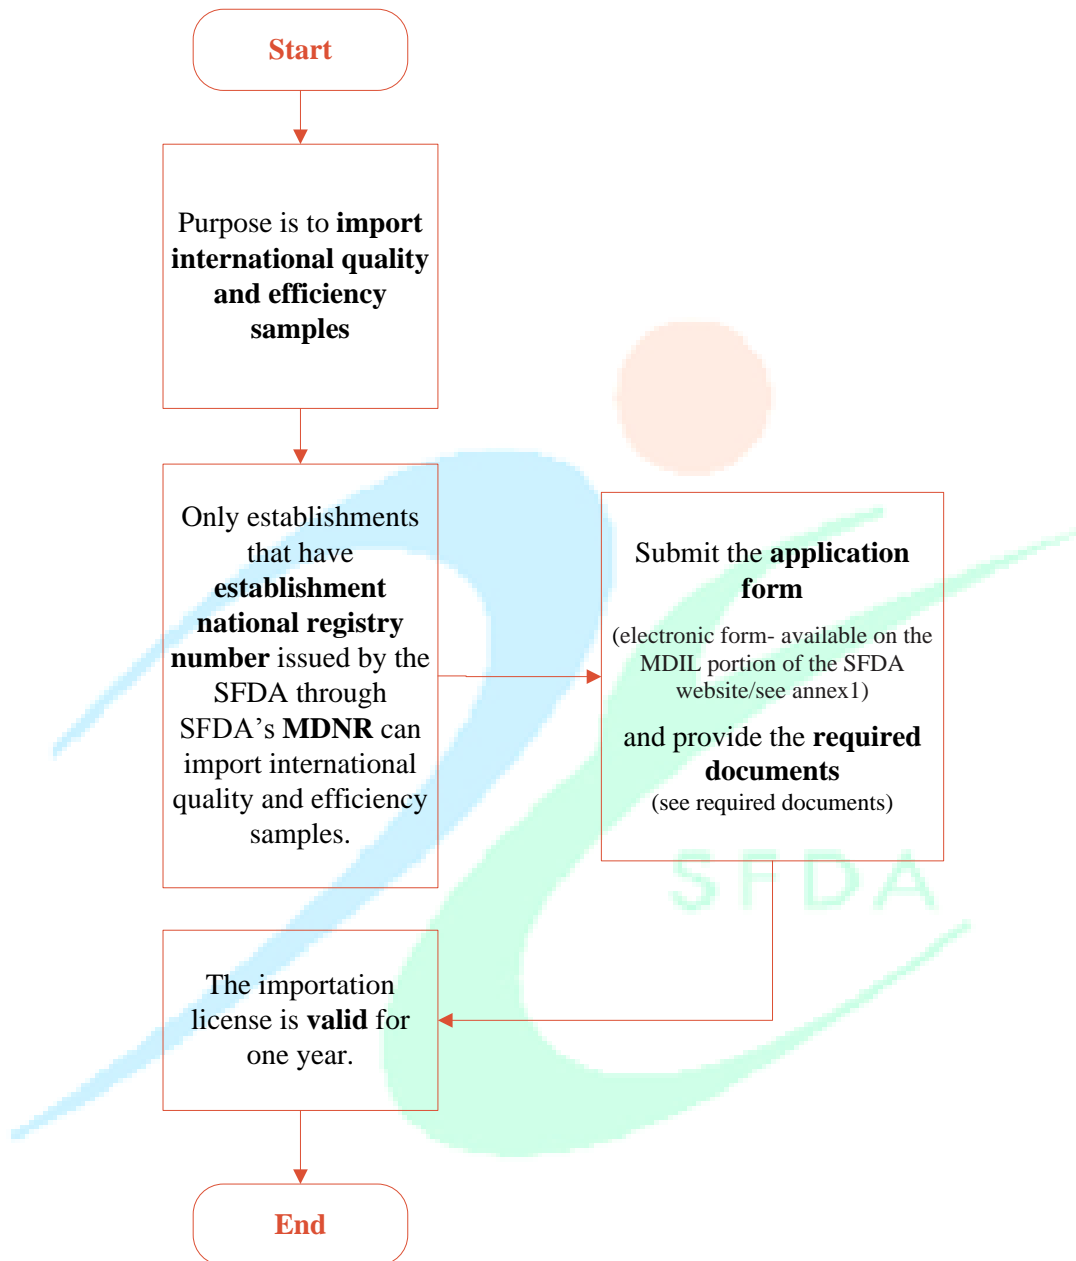 Start
Purpose is to import
international quality
and efficiency
samples
Only establishments
that have
establishment
national registry
number issued by the
SFDA through
SFDA’s MDNR can
import international
quality and efficiency
samples.
Submit the application
form
(electronic form- available on the
MDIL portion of the SFDA
website/see annex1)
and provide the required
documents
(see required documents)
SFDA
The importation
license is valid for
one year.
End